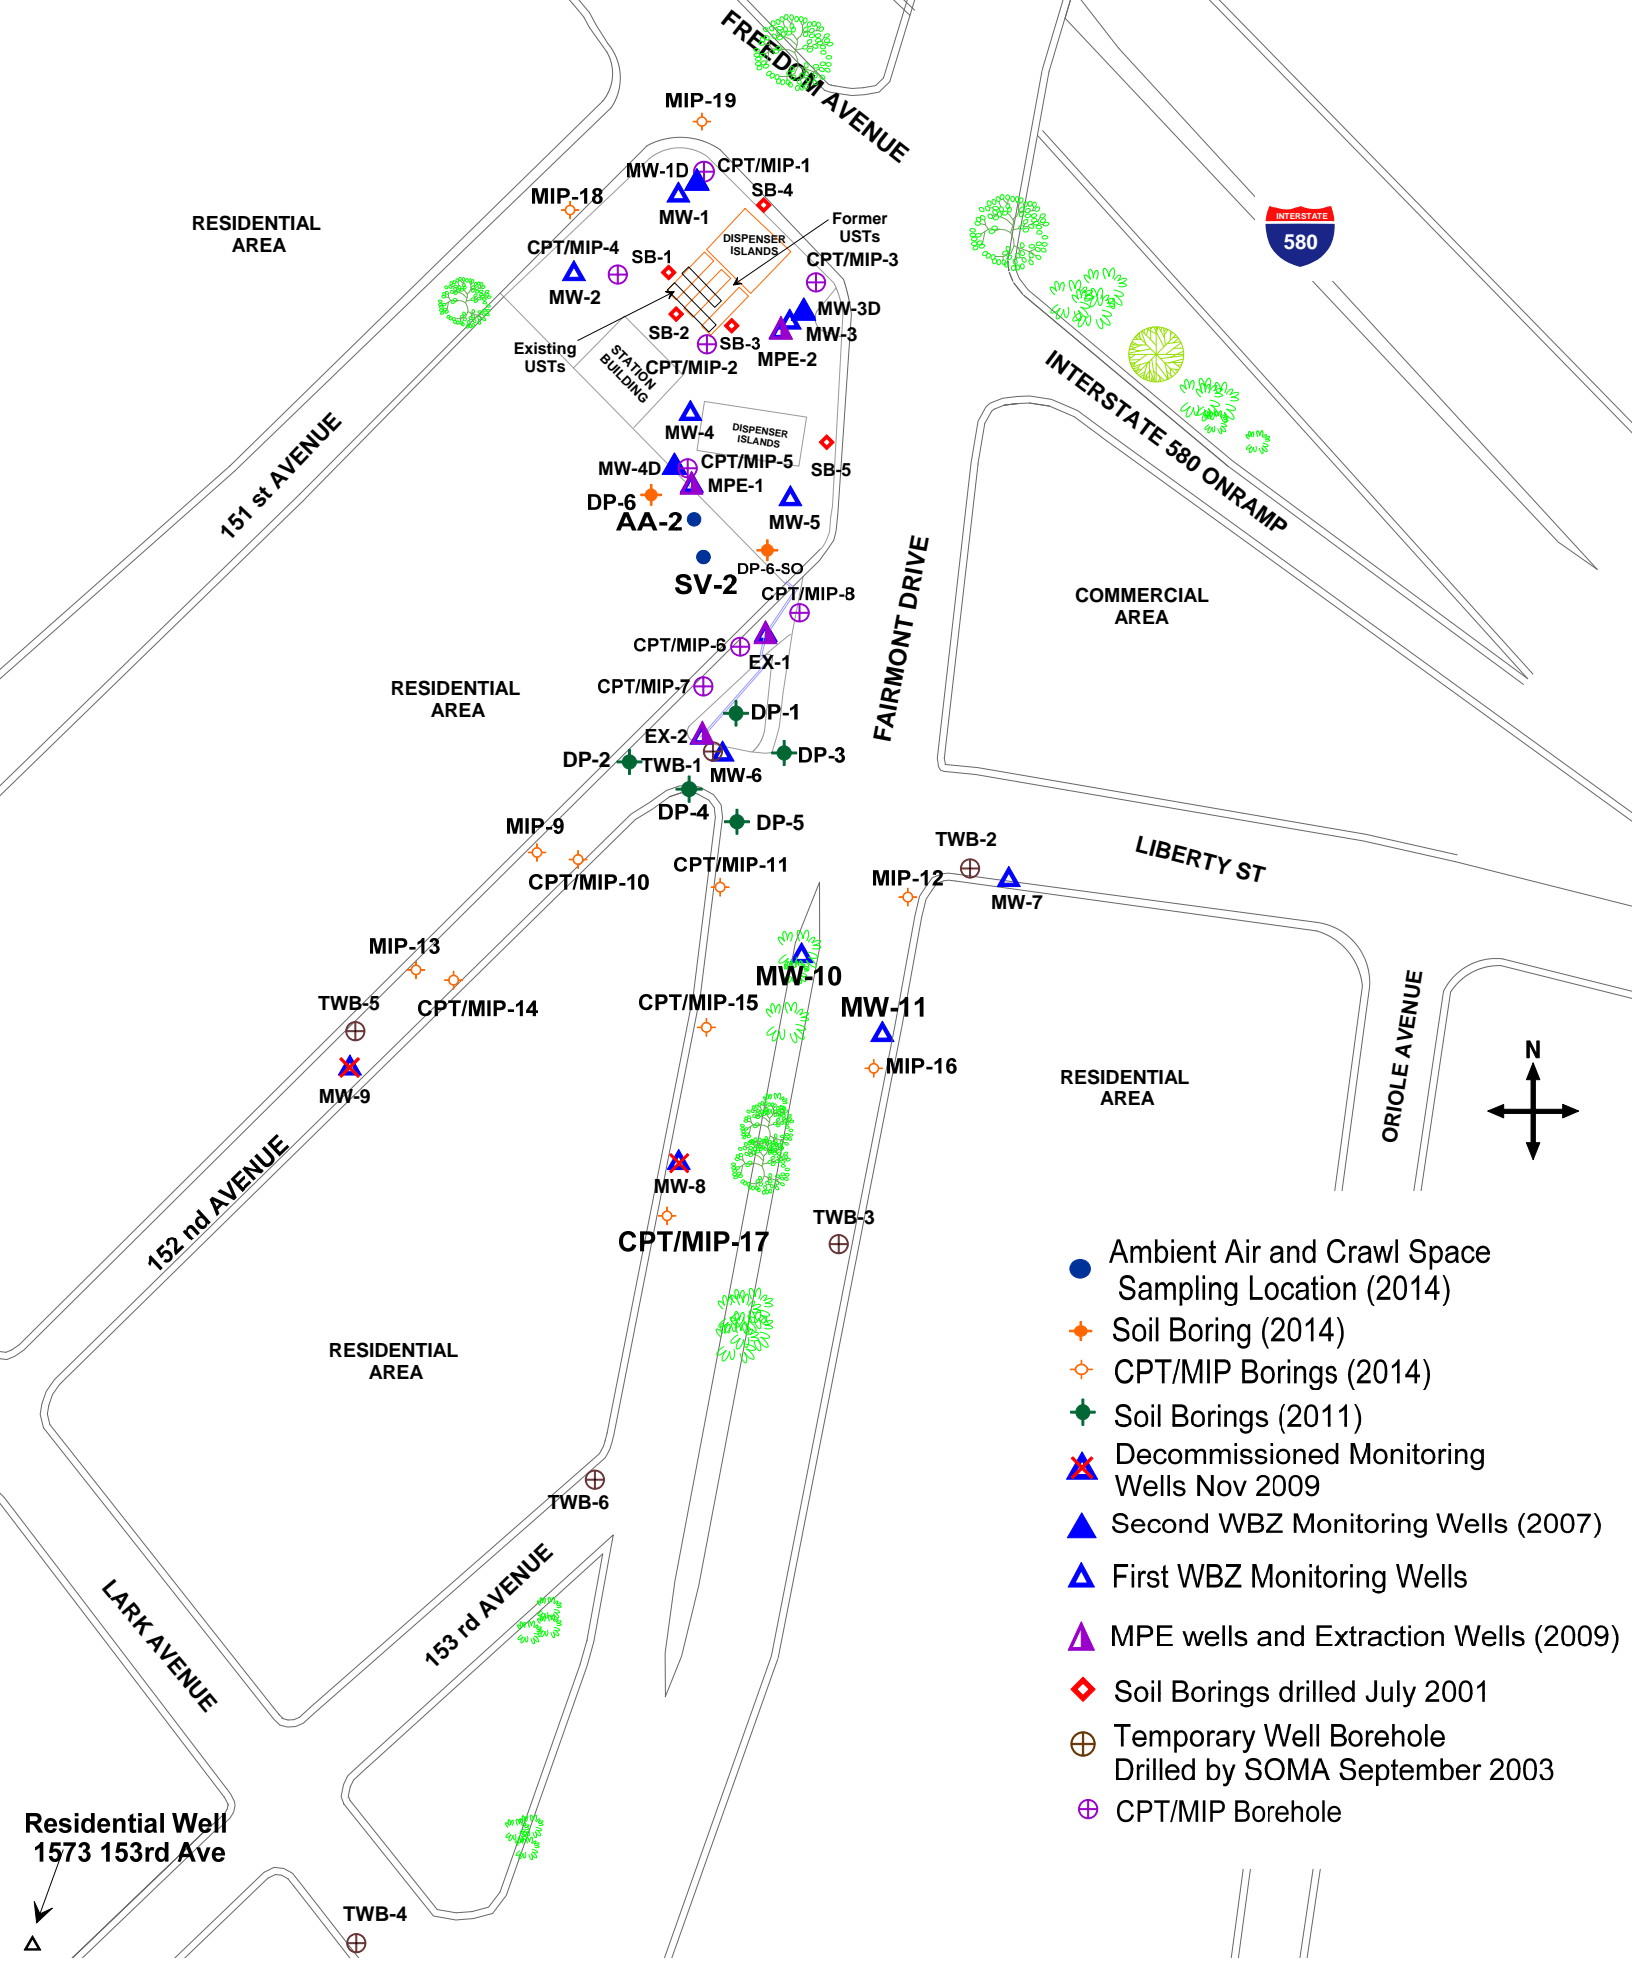 FREEDOM AVENUE
MIP-19
MW-1D
CPT/MIP-1
SB-4
MIP-18
MW-1
Former
USTs
RESIDENTIAL
AREA
DISPENSER
ISLANDS
CPT/MIP-4
SB-1
CPT/MIP-3
INTERSTATE
580
MW-2
MW-3D
SB-2
SB-3
MW-3
Existing
USTs
STATION
BUILDING
CPT/MIP-2
MPE-2
INTERSTATE 580 ONRAMP
MW-4
DISPENSER
ISLANDS
151 st AVENUE
MW-4D
CPT/MIP-5
SB-5
MPE-1
DP-6
AA-2
MW-5
SV-2
DP-6-SO
CPT/MIP-8
COMMERCIAL
AREA
FAIRMONT DRIVE
CPT/MIP-6
EX-1
CPT/MIP-7
RESIDENTIAL
AREA
DP-1
EX-2
DP-2
TWB-1
MW-6
DP-3
DP-4
DP-5
MIP-9
CPT/MIP-10
CPT/MIP-11
TWB-2
LIBERTY ST
MIP-12
MW-7
MIP-13
MW-10
TWB-5
CPT/MIP-14
CPT/MIP-15
MW-11
ORIOLE AVENUE
MIP-16
MW-9
RESIDENTIAL
AREA
N
152 nd AVENUE
MW-8
TWB-3
CPT/MIP-17
RESIDENTIAL
AREA
TWB-6
153 rd AVENUE
LARK AVENUE
Residential Well
1573 153rd Ave
TWB-4
Ambient Air and Crawl Space
Sampling Location (2014)
Soil Boring (2014)
CPT/MIP Borings (2014)
Soil Borings (2011)
Decommissioned Monitoring
Wells Nov 2009
Second WBZ Monitoring Wells (2007)
First WBZ Monitoring Wells
MPE wells and Extraction Wells (2009)
Soil Borings drilled July 2001
Temporary Well Borehole
Drilled by SOMA September 2003
CPT/MIP Borehole